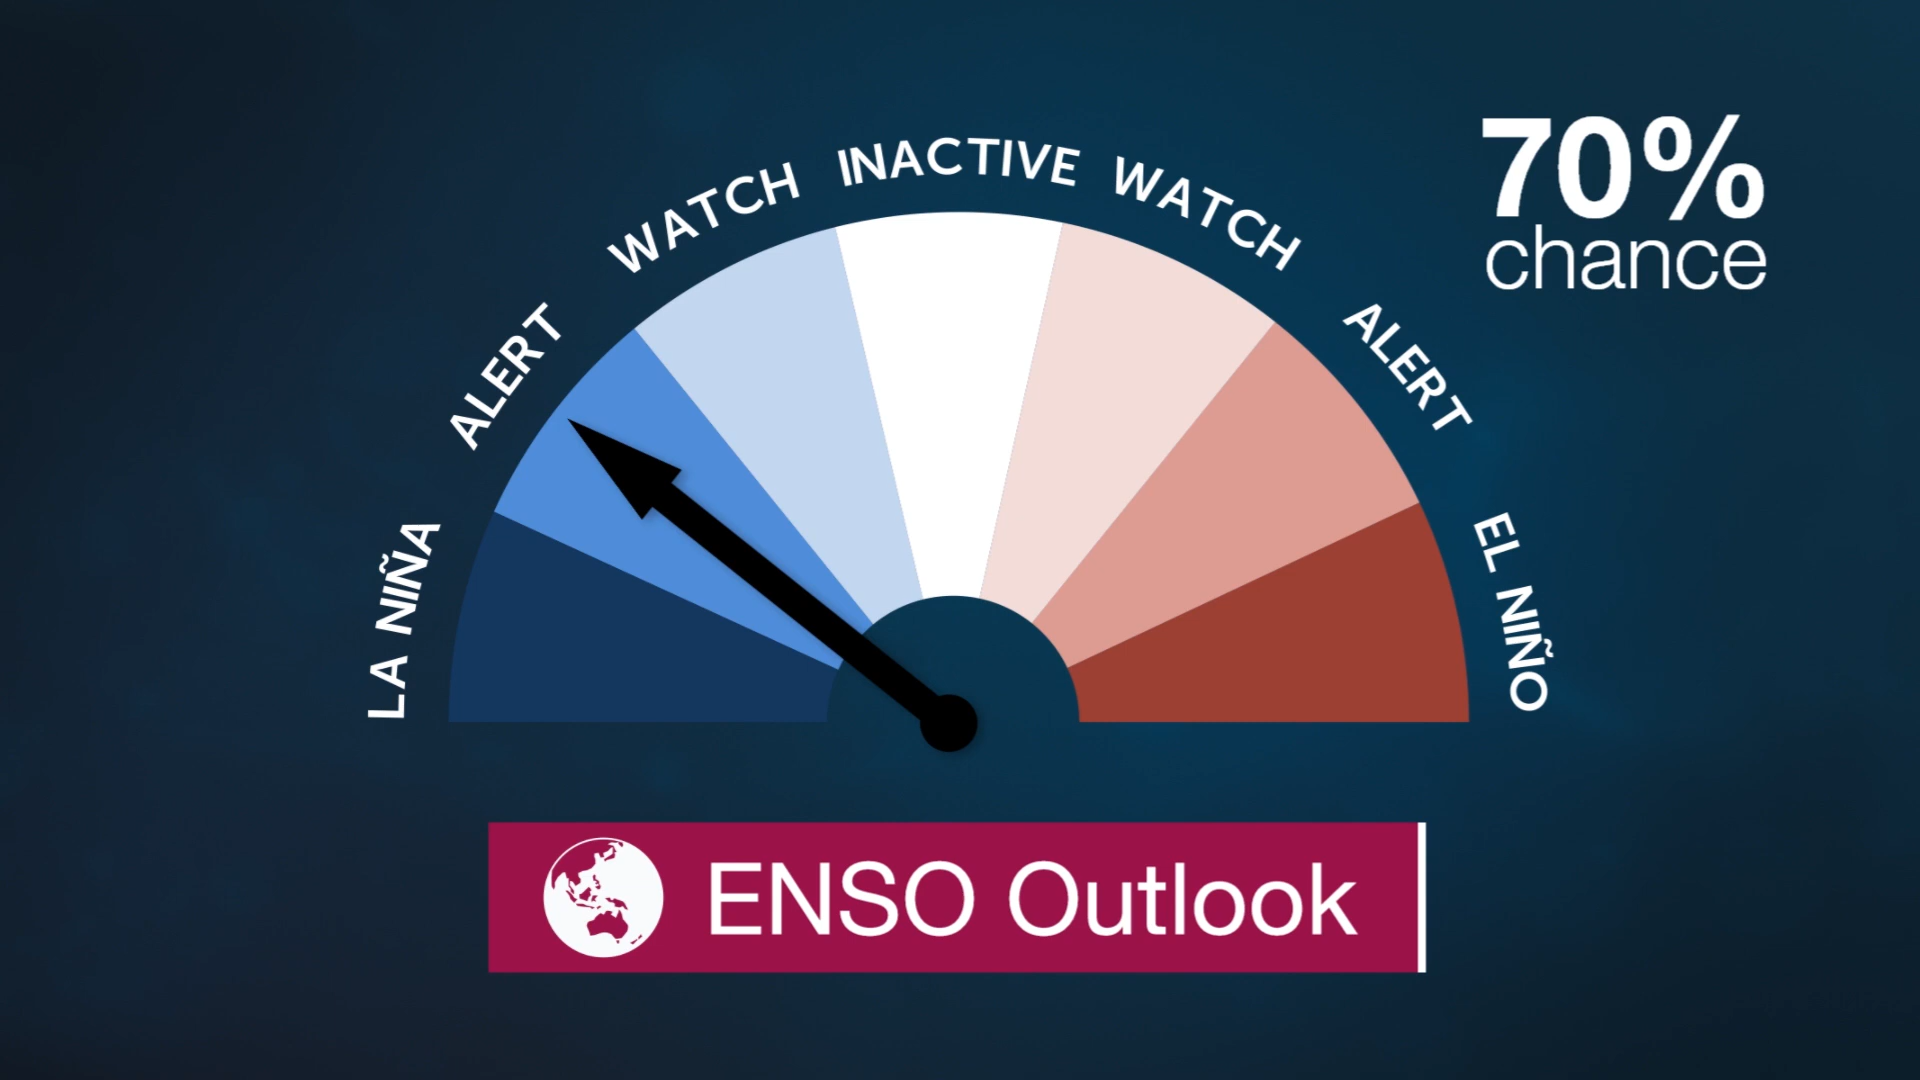 LA NIÑA
ALERT
WATCH
INACTIVE
WATCH
ALERT
EL NIÑO
70%
chance
ENSO Outlook